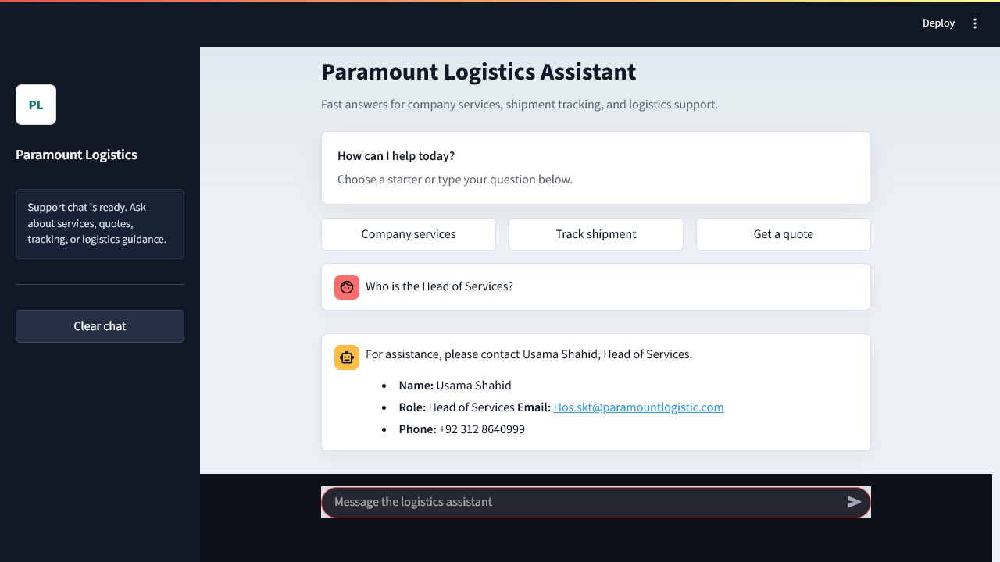 Deploy
PL
Paramount Logistics
Support chat is ready. Ask
about services, quotes,
tracking, or logistics guidance.
Clear chat
Paramount Logistics Assistant
Fast answers for company services, shipment tracking, and logistics support.
How can I help today?
Choose a starter or type your question below.
Company services
Track shipment
Get a quote
Who is the Head of Services?
For assistance, please contact Usama Shahid, Head of Services.
Name: Usama Shahid
Role: Head of Services Email: Hos.skt@paramountlogistic.com
Phone: +92 312 8640999
Message the logistics assistant